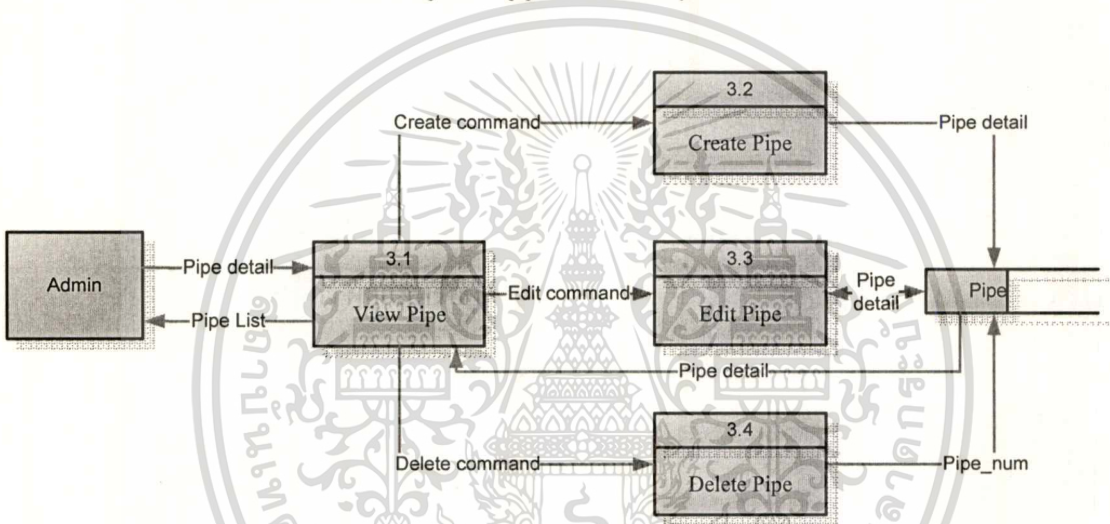 3.2
Create command
Create Pipe
Pipe detail
Admin
Pipe detail
Pipe List
3.1
View Pipe
Edit command
3.3
Edit Pipe
Pipe
detail
Pipe
Pipe detail
3.4
Delete command
Delete Pipe
Pipe_num